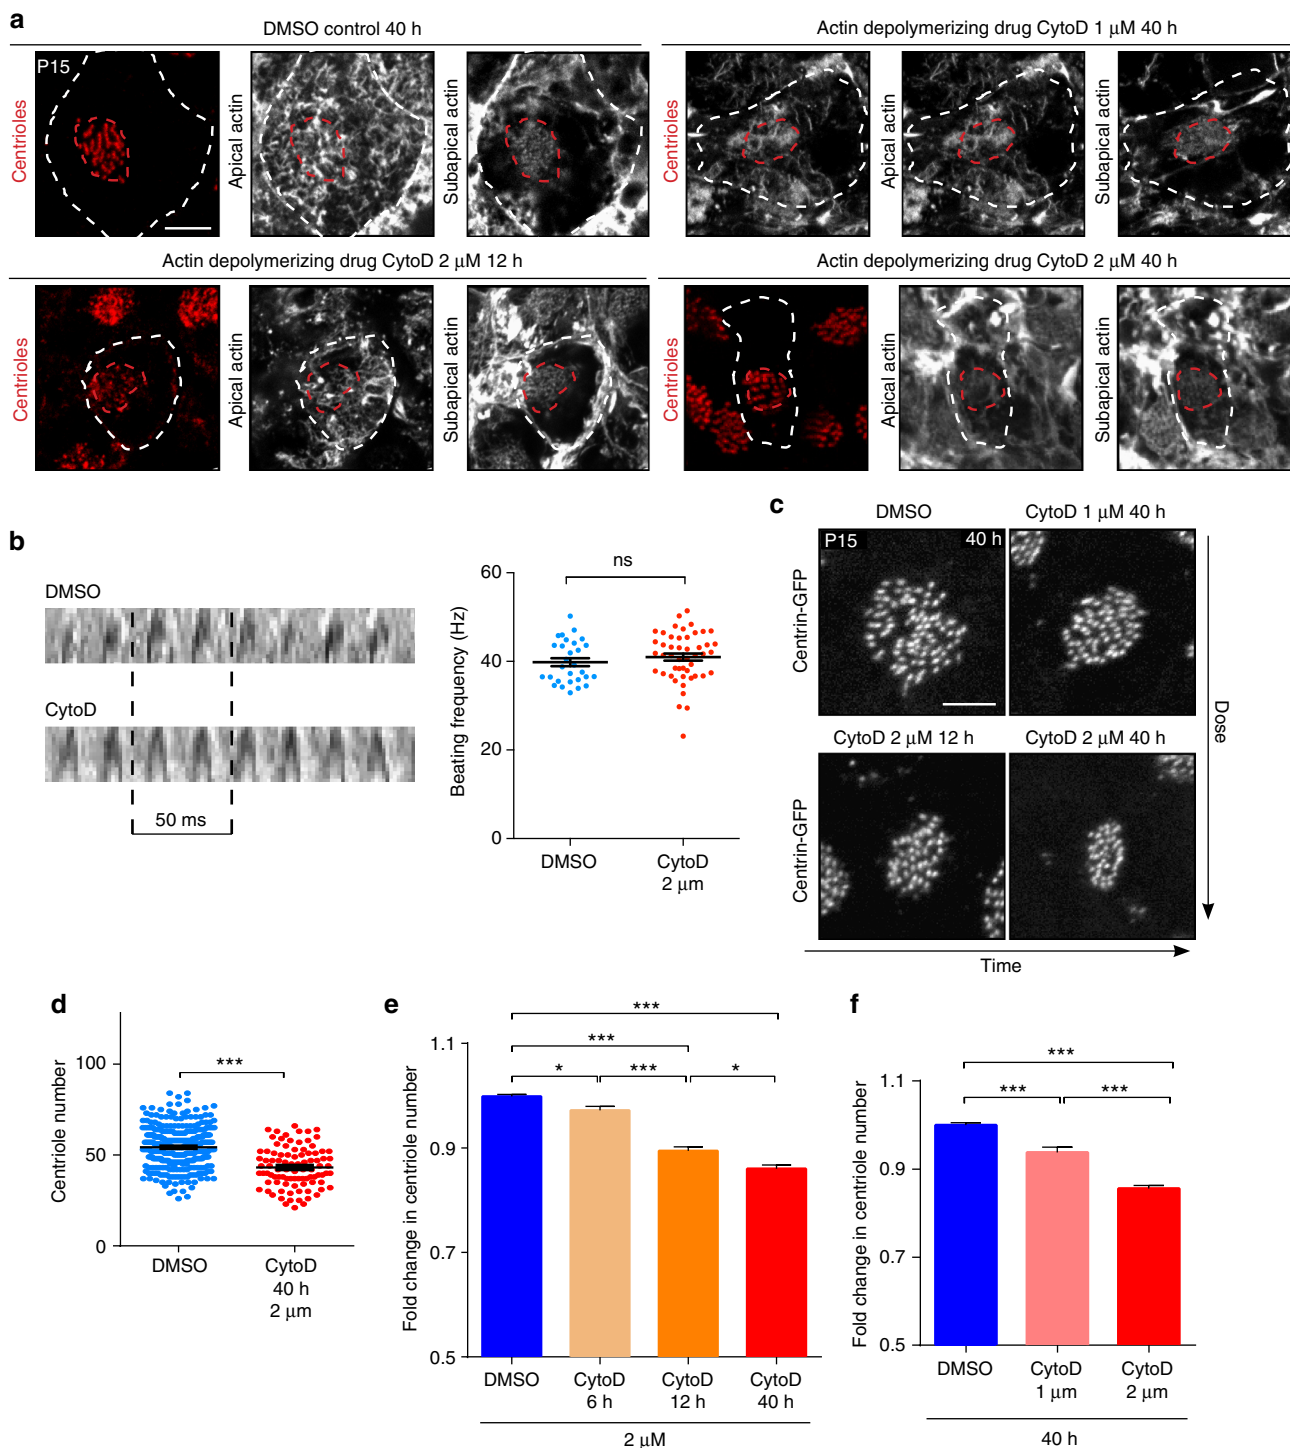 a
DMSO control 40 h
Actin depolymerizing drug CytoD 1 μM 40 h
P15
Centrioles
Apical actin
Subapical actin
Centrioles
Apical actin
Subapical actin
Actin depolymerizing drug CytoD 2 μM 12 h
Actin depolymerizing drug CytoD 2 μM 40 h
Centrioles
Apical actin
Subapical actin
Centrioles
Apical actin
Subapical actin
b
DMSO
CytoD
50 ms
Beating frequency (Hz)
60
40
20
0
ns
DMSO
CytoD
2 μm
c
DMSO
CytoD 1 μM 40 h
P15
40 h
Centrin-GFP
CytoD 2 μM 12 h
CytoD 2 μM 40 h
Centrin-GFP
Dose
Time
d
Centriole number
100
50
0
***
DMSO
CytoD
40 h
2 μm
e
Fold change in centriole number
1.1
0.9
0.7
0.5
***
***
*
***
*
DMSO
CytoD
6 h
CytoD
12 h
CytoD
40 h
2 μM
f
Fold change in centriole number
1.1
0.9
0.7
0.5
***
***
***
DMSO
CytoD
1 μm
CytoD
2 μm
40 h